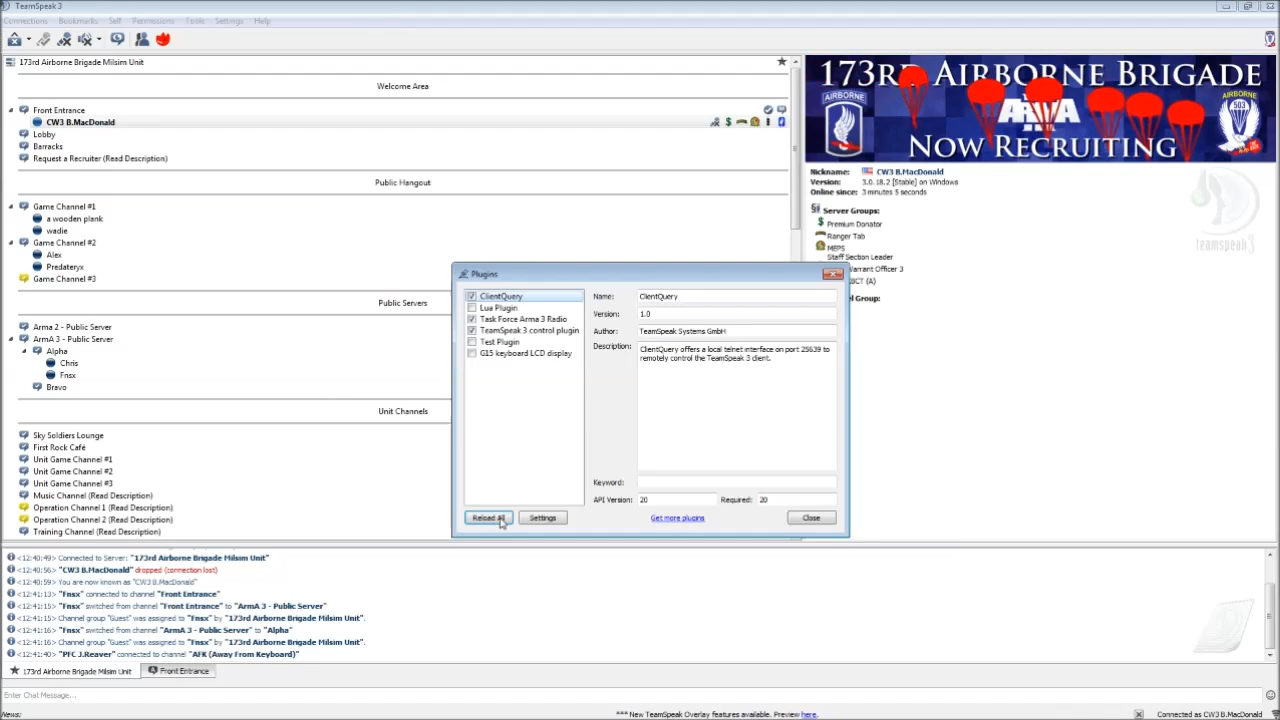 TeamSpeak 3
Connections Bookmarks Self Permissions Tools Settings Help
173rd Airborne Brigade Milsim Unit
Welcome Area
Front Entrance
CW3 B.MacDonald
Lobby
Barracks
Request a Recruiter (Read Description)
Public Hangout
Game Channel #1
a wooden plank
wadie
Game Channel #2
Alex
Predateryx
Game Channel #3
Public Servers
Arma 2 - Public Server
ArmA 3 - Public Server
Alpha
Chris
Fnsx
Bravo
Unit Channels
Sky Soldiers Lounge
First Rock Café
Unit Game Channel #1
Unit Game Channel #2
Unit Game Channel #3
Music Channel (Read Description)
Operation Channel 1 (Read Description)
Operation Channel 2 (Read Description)
Training Channel (Read Description)
173RD AIRBORNE BRIGADE
AIRBORNE
ARMA
AIRBORNE
503
NOW RECRUITING
Nickname: CW3 B.MacDonald
Version: 3.0.18.2 [Stable] on Windows
Online since: 3 minutes 5 seconds
Server Groups:
Premium Donator
Ranger Tab
MEPS
Staff Section Leader
Warrant Officer 3
(A)
Group:
teamspeak3
Plugins
ClientQuery
Lua Plugin
Task Force Arma 3 Radio
TeamSpeak 3 control plugin
Test Plugin
G15 keyboard LCD display
Name: ClientQuery
Version: 1.0
Author: TeamSpeak Systems GmbH
Description: ClientQuery offers a local telnet interface on port 25639 to
remotely control the TeamSpeak 3 client.
Keyword:
API Version: 20 Required: 20
Reload All Settings Get more plugins Close
<12:40:49> Connected to Server: "173rd Airborne Brigade Milsim Unit"
<12:40:56> "CW3 B.MacDonald" dropped (connection lost)
<12:40:59> You are now known as "CW3 B.MacDonald"
<12:41:13> "Fnsx" connected to channel "Front Entrance"
<12:41:15> "Fnsx" switched from channel "Front Entrance" to "ArmA 3 - Public Server"
<12:41:15> Channel group "Guest" was assigned to "Fnsx" by "173rd Airborne Brigade Milsim Unit".
<12:41:16> "Fnsx" switched from channel "ArmA 3 - Public Server" to "Alpha"
<12:41:16> Channel group "Guest" was assigned to "Fnsx" by "173rd Airborne Brigade Milsim Unit".
<12:41:40> "PFC J.Reaver" connected to channel "AFK (Away From Keyboard)"
173rd Airborne Brigade Milsim Unit Front Entrance
Enter Chat Message...
News: *** New TeamSpeak Overlay features available. Preview here. Connected as CW3 B.MacDonald